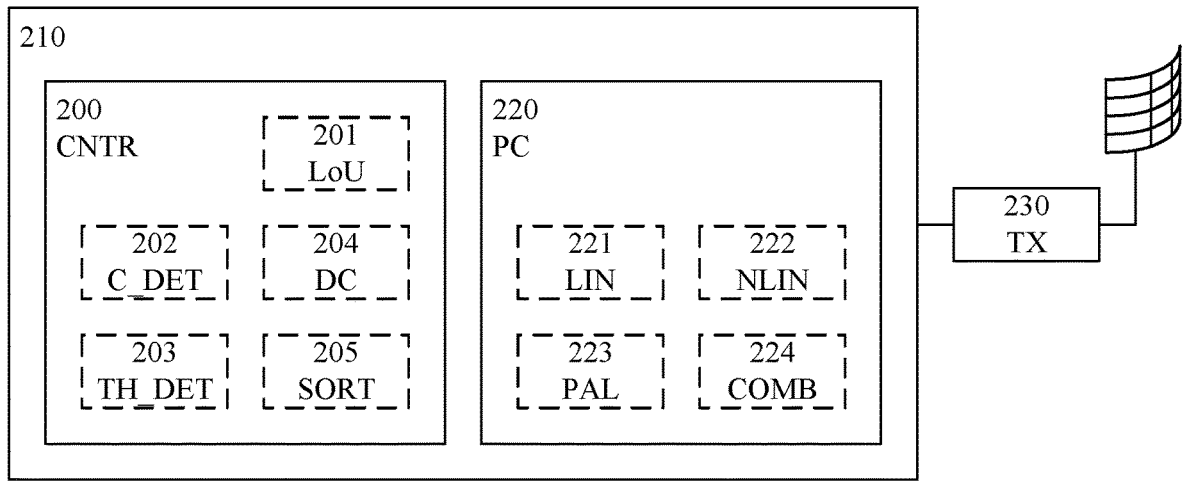 210
200
CNTR
201
LoU
202
C_DET
204
DC
203
TH_DET
205
SORT
220
PC
221
LIN
222
NLIN
223
PAL
224
COMB
230
TX